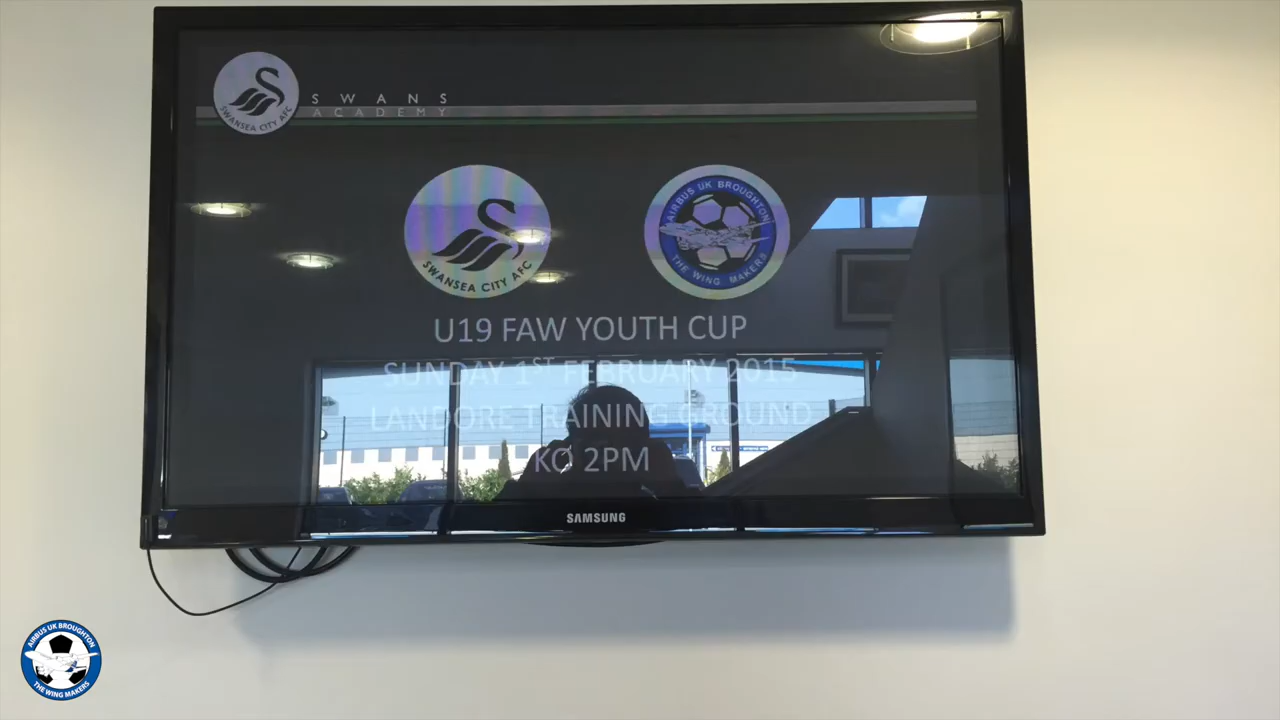 SWANS
ACADEMY
SWANSEA CITY AFC
SWANSEA CITY AFC
AIRBUS UK BROUGHTON
THE WING MAKERS
U19 FAW YOUTH CUP
SUNDAY 1ST FEBRUARY 2015
LANDORE TRAINING GROUND
KO 2PM
SAMSUNG
AIRBUS UK BROUGHTON
THE WING MAKERS